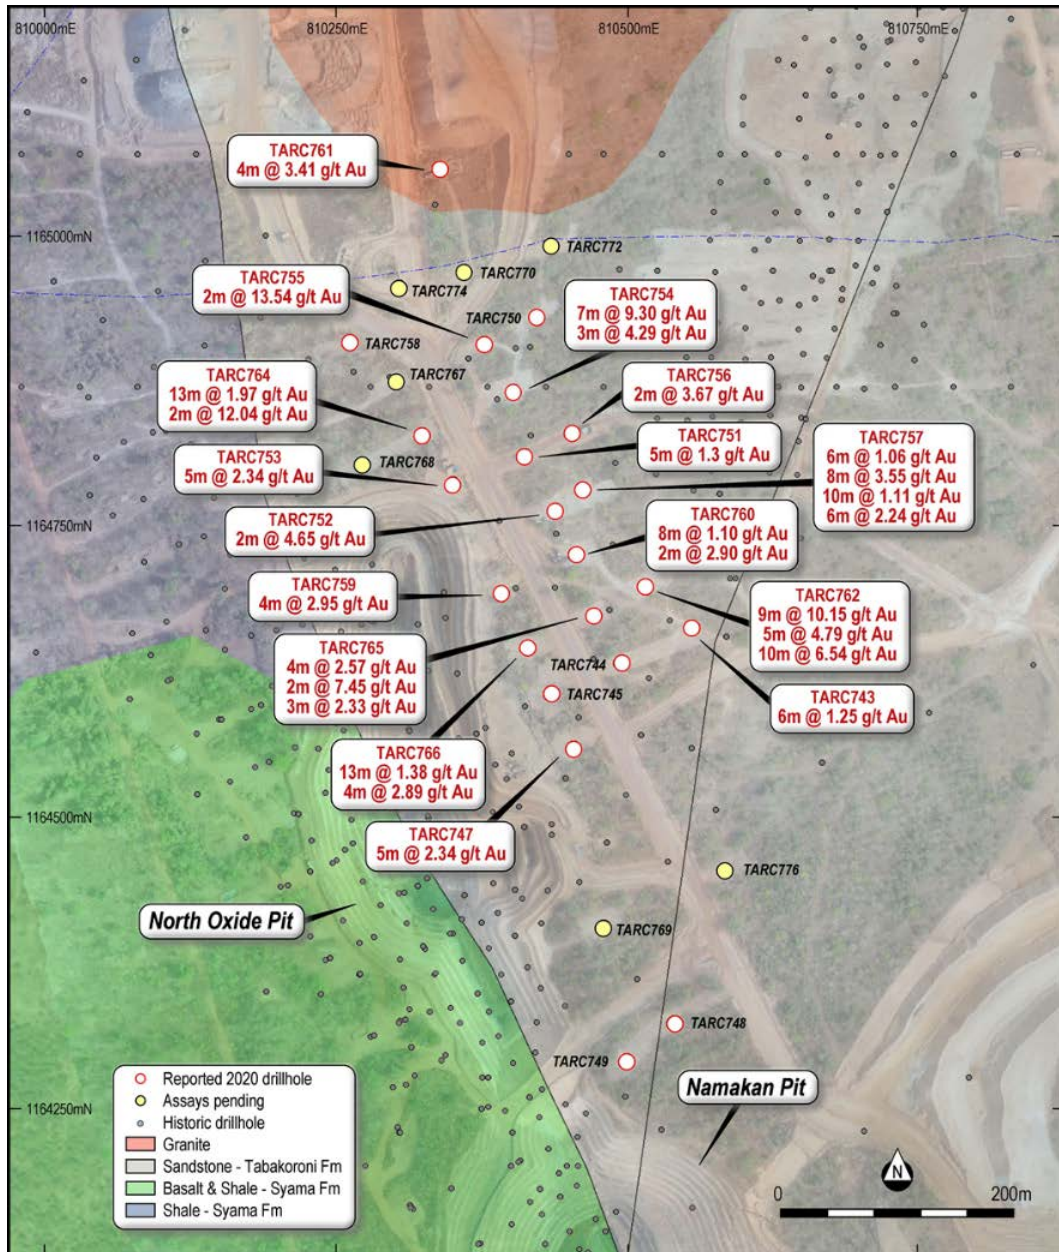 810000mE
810250mE
810500mE
810750mE
TARC761
4m @ 3.41 g/t Au
1165000mN
TARC772
TARC770
TARC774
TARC755
2m @ 13.54 g/t Au
TARC754
7m @ 9.30 g/t Au
3m @ 4.29 g/t Au
TARC750
TARC758
TARC767
TARC764
13m @ 1.97 g/t Au
2m @ 12.04 g/t Au
TARC756
2m @ 3.67 g/t Au
TARC751
5m @ 1.3 g/t Au
TARC757
6m @ 1.06 g/t Au
8m @ 3.55 g/t Au
10m @ 1.11 g/t Au
6m @ 2.24 g/t Au
TARC753
5m @ 2.34 g/t Au
TARC768
1164750mN
TARC752
2m @ 4.65 g/t Au
TARC760
8m @ 1.10 g/t Au
2m @ 2.90 g/t Au
TARC759
4m @ 2.95 g/t Au
TARC762
9m @ 10.15 g/t Au
5m @ 4.79 g/t Au
10m @ 6.54 g/t Au
TARC765
4m @ 2.57 g/t Au
2m @ 7.45 g/t Au
3m @ 2.33 g/t Au
TARC744
TARC745
TARC743
6m @ 1.25 g/t Au
TARC766
13m @ 1.38 g/t Au
4m @ 2.89 g/t Au
1164500mN
TARC747
5m @ 2.34 g/t Au
TARC776
North Oxide Pit
TARC769
TARC748
TARC749
Namakan Pit
1164250mN
Reported 2020 drillhole
Assays pending
Historic drillhole
Granite
Sandstone - Tabakoroni Fm
Basalt & Shale - Syama Fm
Shale - Syama Fm
N
0
200m